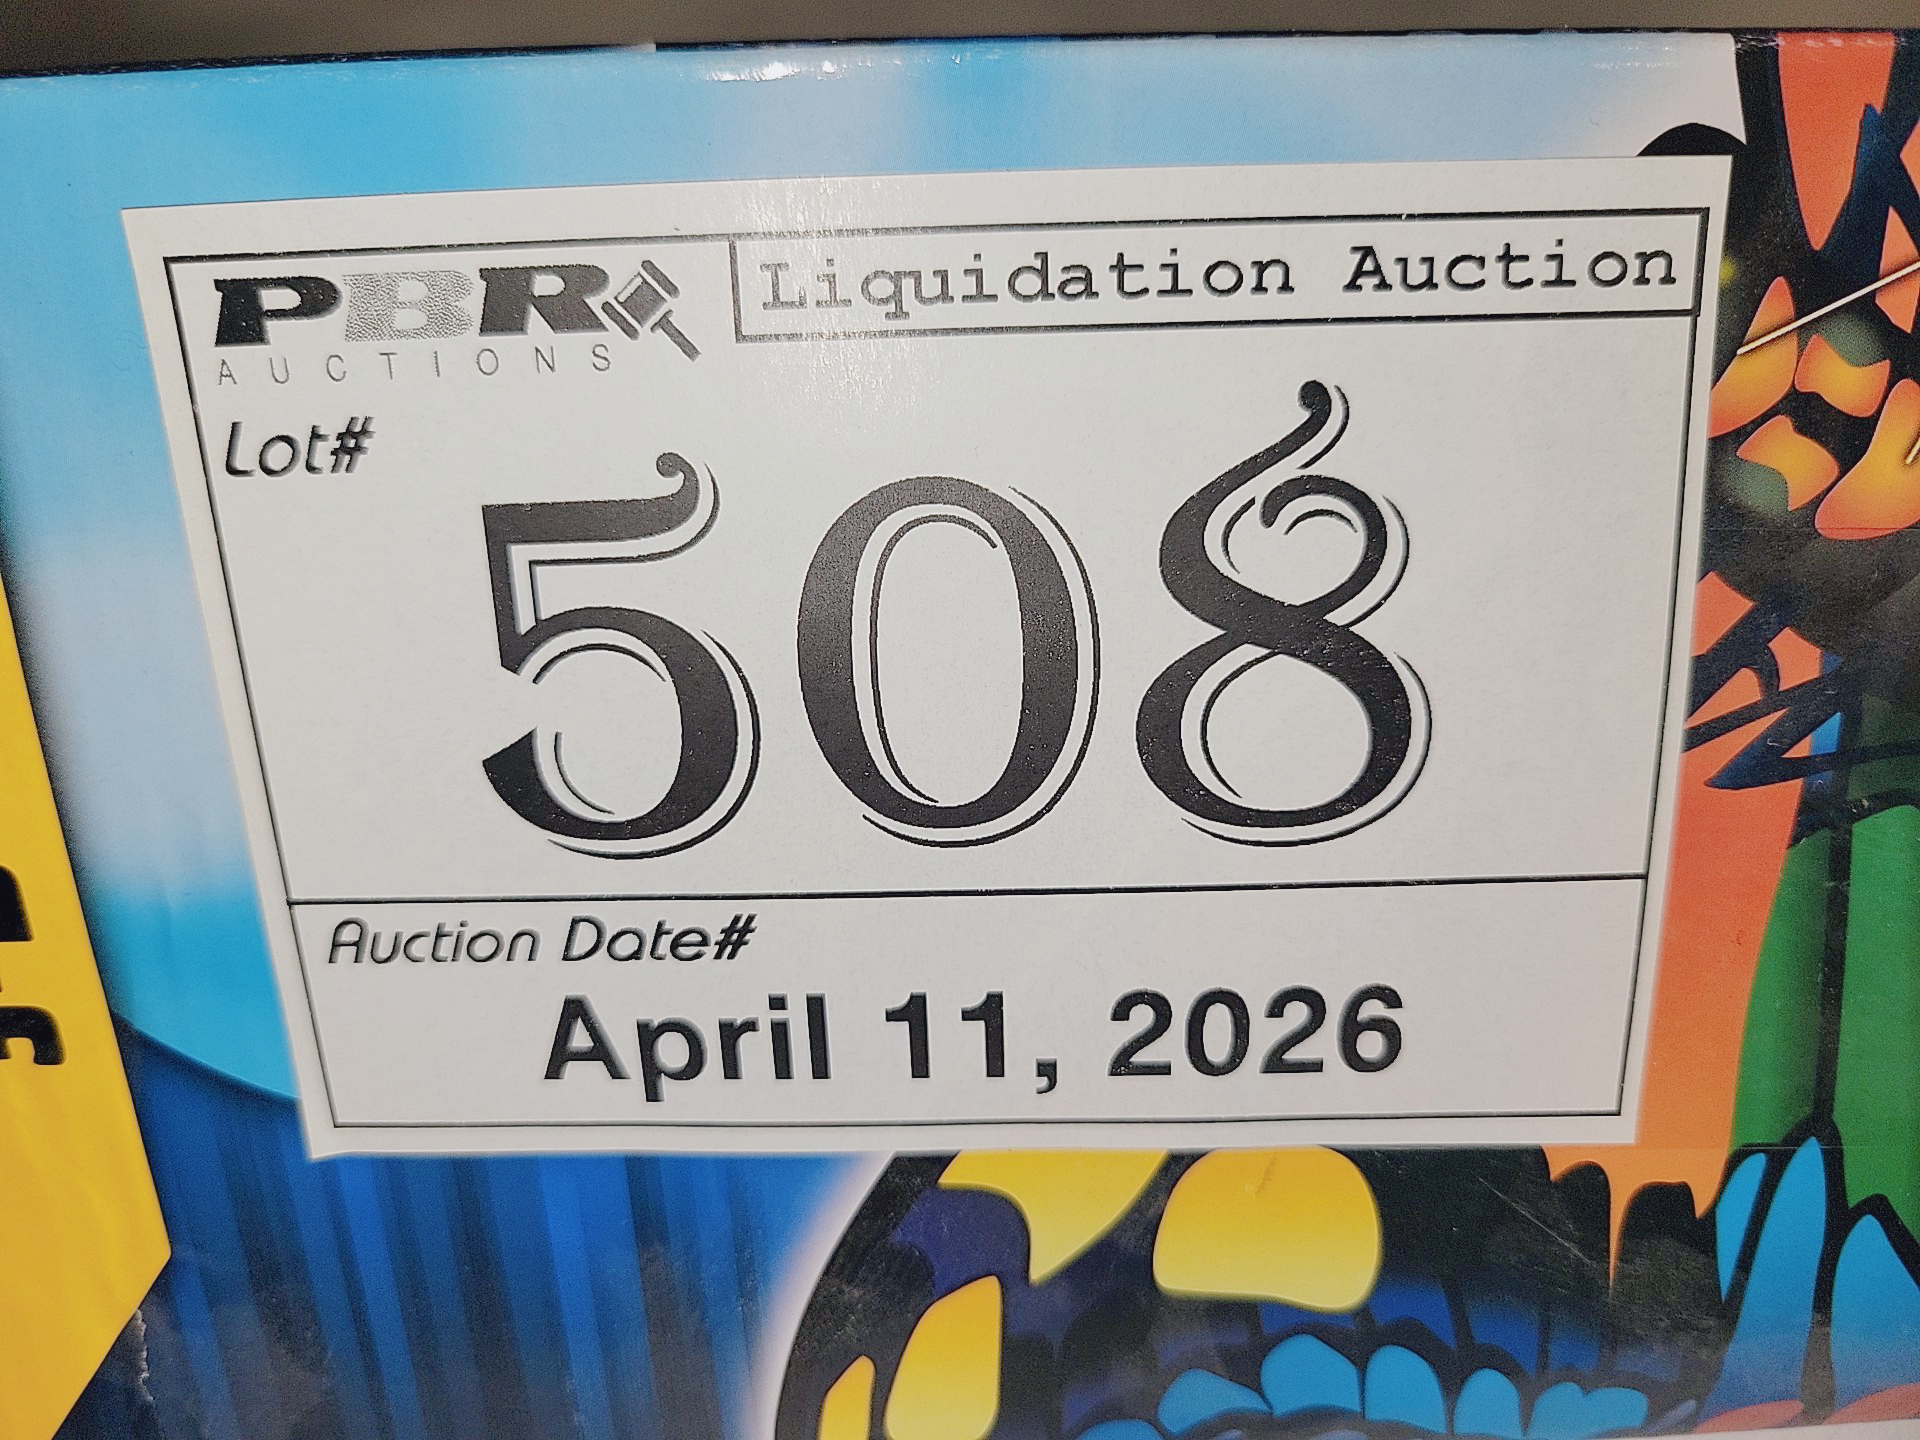 PBR
AUCTIONS
Liquidation Auction
Lot#
508
Auction Date#
April 11, 2026